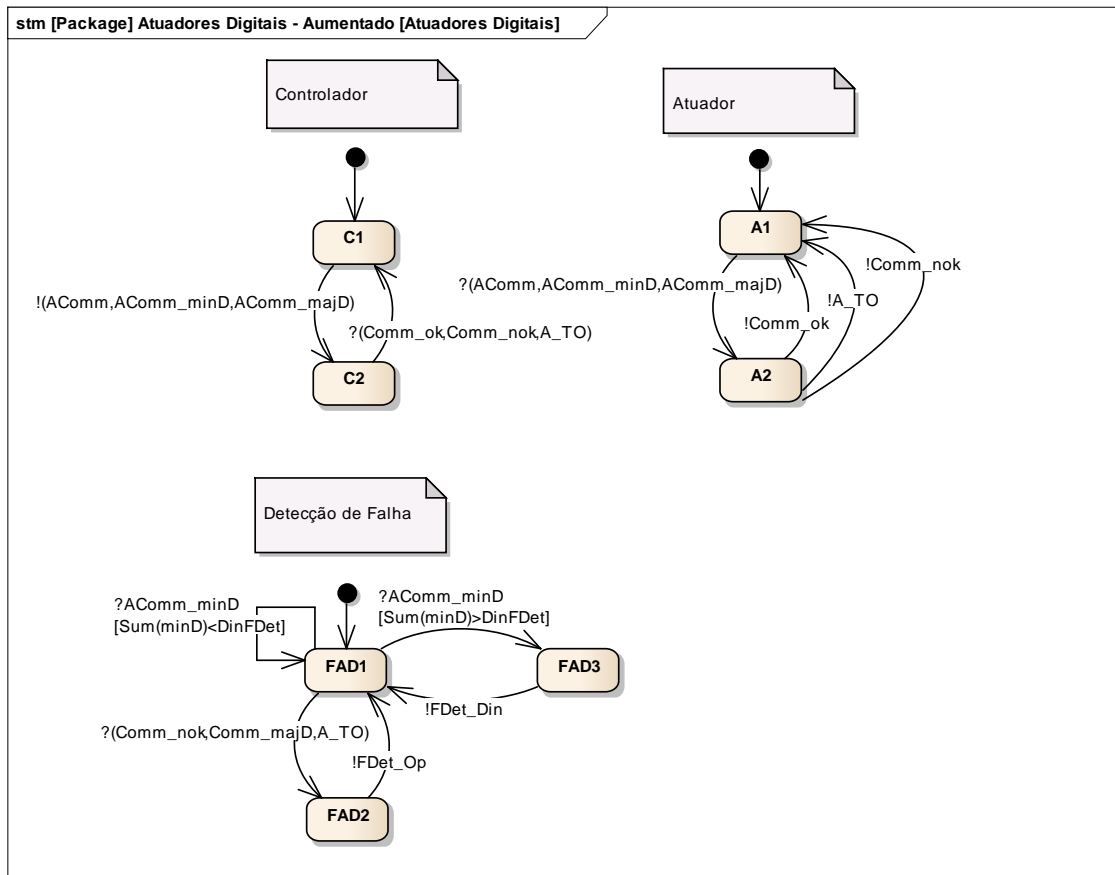 stm [Package] Atuadores Digitais - Aumentado [Atuadores Digitais]
Controlador
Atuador
C1
A1
!(AComm,AComm_minD,AComm_majD)
?(Comm_ok,Comm_nok,A_TO)
?(AComm,AComm_minD,AComm_majD)
!Comm_nok
!A_TO
!Comm_ok
C2
A2
Detecção de Falha
?AComm_minD
[Sum(minD)<DinFDet]
?AComm_minD
[Sum(minD)>DinFDet]
FAD1
FAD3
!FDet_Din
?(Comm_nok,Comm_majD,A_TO)
!FDet_Op
FAD2